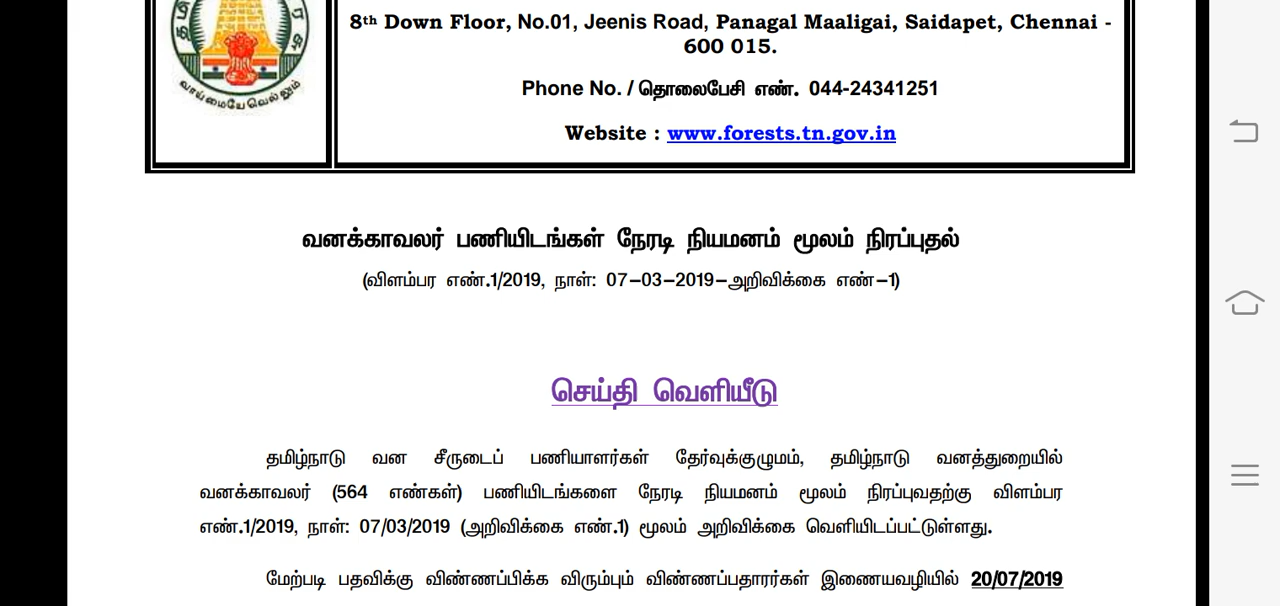 தமிழ்
ரசு
வாய்மையே வெல்லும்
8th Down Floor, No.01, Jeenis Road, Panagal Maaligai, Saidapet, Chennai -
600 015.
Phone No. / தொலைபேசி எண். 044-24341251
Website : www.forests.tn.gov.in
வனக்காவலர் பணியிடங்கள் நேரடி நியமனம் மூலம் நிரப்புதல்
(விளம்பர எண்.1/2019, நாள்: 07-03-2019-அறிவிக்கை எண்-1)
செய்தி வெளியீடு
தமிழ்நாடு வன சீருடைப் பணியாளர்கள் தேர்வுக்குழுமம், தமிழ்நாடு வனத்துறையில்
வனக்காவலர் (564 எண்கள்) பணியிடங்களை நேரடி நியமனம் மூலம் நிரப்புவதற்கு விளம்பர
எண்.1/2019, நாள்: 07/03/2019 (அறிவிக்கை எண்.1) மூலம் அறிவிக்கை வெளியிடப்பட்டுள்ளது.
மேற்படி பதவிக்கு விண்ணப்பிக்க விரும்பும் விண்ணப்பதாரர்கள் இணையவழியில் 20/07/2019